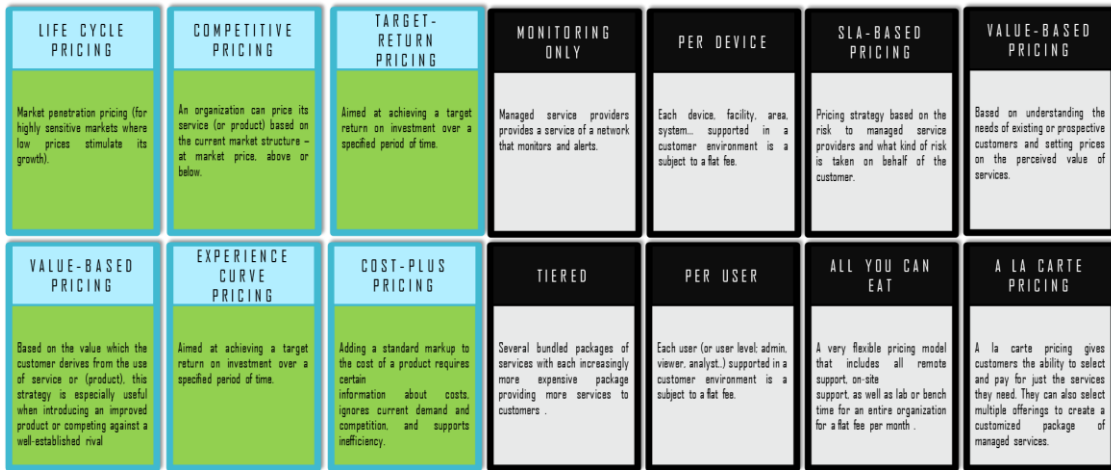 LIFE CYCLE
PRICING
Market penetration pricing (for
highly sensitive markets where
low prices stimulate its
growth).
COMPETITIVE
PRICING
An organization can price its
service (or product) based on
the current market structure –
at market price, above or
below.
TARGET-
RETURN
PRICING
Aimed at achieving a target
return on investment over a
specified period of time.
MONITORING
ONLY
Managed service providers
provides a service of a network
that monitors and alerts.
PER DEVICE
Each device, facility, area,
system... supported in a
customer environment is a
subject to a flat fee.
SLA-BASED
PRICING
Pricing strategy based on the
risk to managed service
providers and what kind of risk
is taken on behalf of the
customer.
VALUE-BASED
PRICING
Based on understanding the
needs of existing or prospective
customers and setting prices
on the perceived value of
services.
VALUE-BASED
PRICING
Based on the value which the
customer derives from the use
of service or (product), this
strategy is especially useful
when introducing an improved
product or competing against a
well-established rival
EXPERIENCE
CURVE
PRICING
Aimed at achieving a target
return on investment over a
specified period of time.
COST-PLUS
PRICING
Adding a standard markup to
the cost of a product requires
certain
information about costs,
ignores current demand and
competition, and supports
inefficiency.
TIERED
Several bundled packages of
services with each increasingly
more expensive package
providing more services to
customers .
PER USER
Each user (or user level; admin,
viewer, analyst..) supported in a
customer environment is a
subject to a flat fee.
ALL YOU CAN
EAT
A very flexible pricing model
that includes all remote
support, on-site
support, as well as lab or bench
time for an entire organization
for a flat fee per month .
A LA CARTE
PRICING
A la carte pricing gives
customers the ability to select
and pay for just the services
they need. They can also select
multiple offerings to create a
customized package of
managed services.